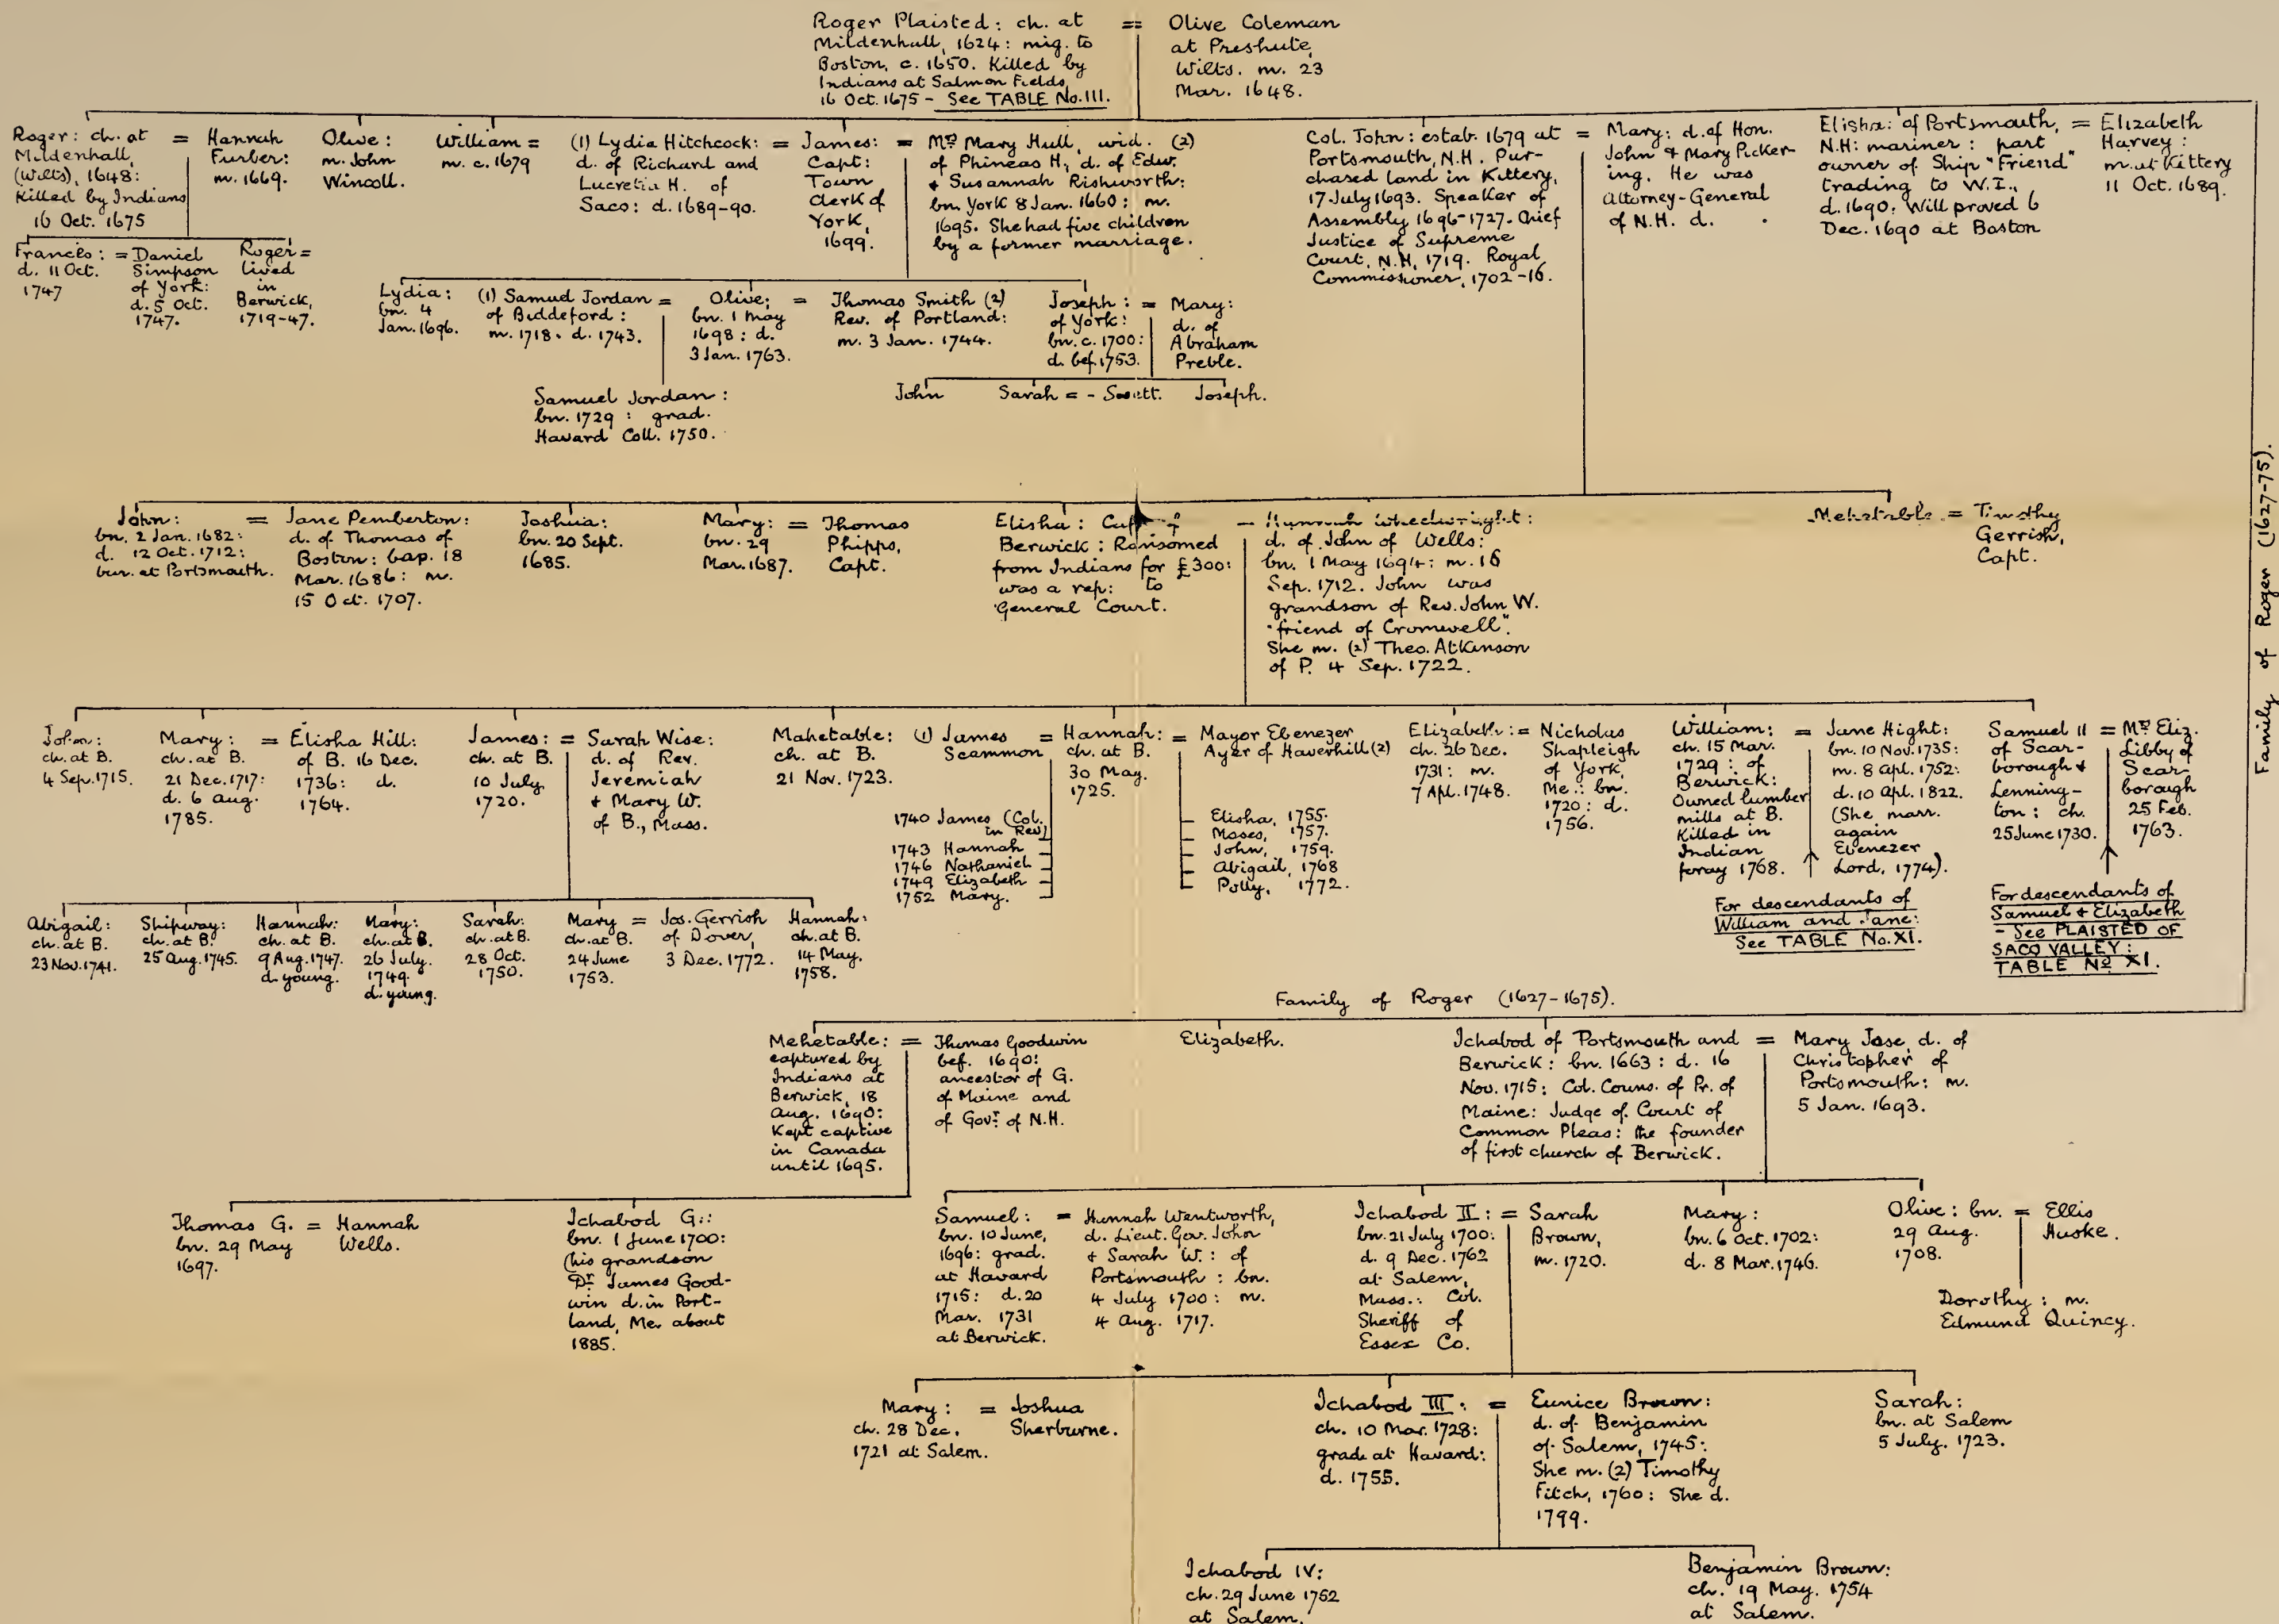 Roger Plaisted: ch. at
Mildenhall, 1624: mig. to
Boston, c. 1650. Killed by
Indians at Salmon Fields,
16 Oct. 1675 - See TABLE No. III.
==
Olive Coleman
at Preshute,
Wilts. m. 23
Mar. 1648.
Roger: ch. at
Mildenhall,
(Wilts), 1648:
Killed by Indians
16 Oct. 1675
=
Hannah
Furber:
m. 1669.
Olive:
m. John
Wincoll.
William =
m. c. 1679
(1) Lydia Hitchcock: =
d. of Richard and
Lucretia H. of
Saco: d. 1689-90.
James: =
Capt:
Town
Clerk of
York,
1699.
Mrs Mary Hull, wid. (2)
of Phineas H, d. of Edw.
& Susannah Rishworth:
bn. York 8 Jan. 1660: m.
1695. She had five children
by a former marriage.
Col. John: estab. 1679 at
Portsmouth, N.H. Pur-
chased land in Kittery,
17 July 1693. Speaker of
Assembly 1696-1727. Chief
Justice of Supreme
Court, N.H, 1719. Royal
Commissioner, 1702-16.
=
Mary: d. of Hon.
John & Mary Picker-
ing. He was
Attorney-General
of N.H. d. .
Elisha: of Portsmouth,
N.H: mariner: part
owner of Ship "Friend"
trading to W.I.,
d. 1690. Will proved 6
Dec. 1690 at Boston
=
Elizabeth
Harvey:
m. at Kittery
11 Oct. 1689.
Frances: =
d. 11 Oct.
1747
Daniel
Simpson
of York:
d. 5 Oct.
1747.
Roger =
lived
in
Berwick,
1719-47.
Lydia:
bn. 4
Jan. 1696.
(1) Samuel Jordan =
of Biddeford:
m. 1718. d. 1743.
Olive: =
bn. 1 May
1698: d.
3 Jan. 1763.
Thomas Smith (2)
Rev. of Portland:
m. 3 Jan. 1744.
Joseph: =
of York:
bn. c. 1700:
d. bef. 1753.
Mary:
d. of
Abraham
Preble.
Samuel Jordan:
bn. 1729: grad.
Havard Coll. 1750.
John
Sarah = -
Joseph.
John: =
bn. 2 Jan. 1682:
d. 12 Oct. 1712:
bur. at Portsmouth.
Jane Pemberton:
d. of Thomas of
Boston: bap. 18
Mar. 1686: m.
15 Oct. 1707.
Joshua:
bn. 20 Sept.
1685.
Mary: =
bn. 29
Mar. 1687.
Thomas
Phipps,
Capt.
Elisha:
Berwick: Ransomed
from Indians for £300:
was a rep: to
General Court.
Hannah Wheelwright:
d. of John of Wells:
bn. 1 May 1694: m. 16
Sep. 1712. John was
grandson of Rev. John W.
"friend of Cromwell".
She m. (2) Theo. Atkinson
of P. 4 Sep. 1722.
Mehetable =
Timothy
Gerrish,
Capt.
Family of Roger (1627-75).
John:
ch. at B.
4 Sep. 1715.
Mary: =
ch. at B.
21 Dec. 1717:
d. 6 Aug.
1785.
Elisha Hill:
of B. 16 Dec.
1736: d.
1764.
James: =
ch. at B.
10 July
1720.
Sarah Wise:
d. of Rev.
Jeremiah
& Mary W.
of B., Mass.
Mahetable:
ch. at B.
21 Nov. 1723.
(1) James =
Scammon
Hannah: =
ch. at B.
30 May.
1725.
Mayor Ebenezer
Ayer of Haverhill (2)
1740 James (Col.
in Rev)
1743 Hannah
1746 Nathaniel
1749 Elizabeth
1752 Mary.
Elisha, 1755.
Moses, 1757.
John, 1759.
Abigail, 1768
Polly, 1772.
Elizabeth: =
ch. 26 Dec.
1731: m.
7 Apl. 1748.
Nicholas
Shapleigh
of York,
Me.: bn.
1720: d.
1756.
William: =
ch. 15 Mar.
1729: of
Berwick:
Owned lumber
mills at B.
Killed in
Indian
foray 1768.
Jane Hight:
bn. 10 Nov. 1735:
m. 8 Apl. 1752:
d. 10 Apl. 1822.
(She marr.
again
Ebenezer
Lord, 1774).
Samuel II =
of Scar-
borough &
Lenning-
ton: ch.
25 June 1730.
Mrs Eliz.
Libby of
Scar-
borough
25 Feb.
1763.
For descendants of
William and Jane:
See TABLE No. XI.
For descendants of
Samuel & Elizabeth
- See PLAISTED OF
SACO VALLEY:
TABLE No XI.
Abigail:
ch. at B.
23 Nov. 1741.
Shipway:
ch. at B.
25 Aug. 1745.
Hannah:
ch. at B.
9 Aug. 1747.
d. young.
Mary:
ch. at B.
26 July.
1749.
d. young.
Sarah:
ch. at B.
28 Oct.
1750.
Mary =
ch. at B.
24 June
1753.
Jos. Gerrish
of Dover,
3 Dec. 1772.
Hannah:
ch. at B.
14 May.
1758.
Family of Roger (1627-1675).
Mehetable: =
captured by
Indians at
Berwick, 18
Aug. 1690:
Kept captive
in Canada
until 1695.
Thomas Goodwin
bef. 1690:
ancestor of G.
of Maine and
of Govr. of N.H.
Elizabeth.
Ichabod of Portsmouth and
Berwick: bn. 1663: d. 16
Nov. 1715: Col. Couns. of Pr. of
Maine: Judge of Court of
Common Pleas: the founder
of first church of Berwick.
=
Mary Jose, d. of
Christopher of
Portsmouth: m.
5 Jan. 1693.
Thomas G. =
bn. 29 May
1697.
Hannah
Wells.
Ichabod G.:
bn. 1 June 1700:
(his grandson
Dr James Good-
win d. in Port-
land, Me. about
1885.
Samuel: =
bn. 10 June,
1696: grad.
at Havard
1715: d. 20
Mar. 1731
at Berwick.
Hannah Wentworth,
d. Lieut. Gov. John
& Sarah W.: of
Portsmouth: bn.
4 July 1700: m.
4 Aug. 1717.
Ichabod II: =
bn. 21 July 1700:
d. 9 Dec. 1762
at Salem,
Mass.: Col.
Sheriff of
Essex Co.
Sarah
Brown,
m. 1720.
Mary:
bn. 6 Oct. 1702:
d. 8 Mar. 1746.
Olive: bn. =
29 Aug.
1708.
Ellis
Huske.
Dorothy: m.
Edmund Quincy.
Mary: =
ch. 28 Dec.
1721 at Salem.
Joshua
Sherburne.
Ichabod III: =
ch. 10 Mar. 1728:
grad. at Havard:
d. 1755.
Eunice Brown:
d. of Benjamin
of Salem, 1745:
She m. (2) Timothy
Fitch, 1760: She d.
1799.
Sarah:
bn. at Salem
5 July. 1723.
Ichabod IV:
ch. 29 June 1752
at Salem.
Benjamin Brown:
ch. 19 May. 1754
at Salem.